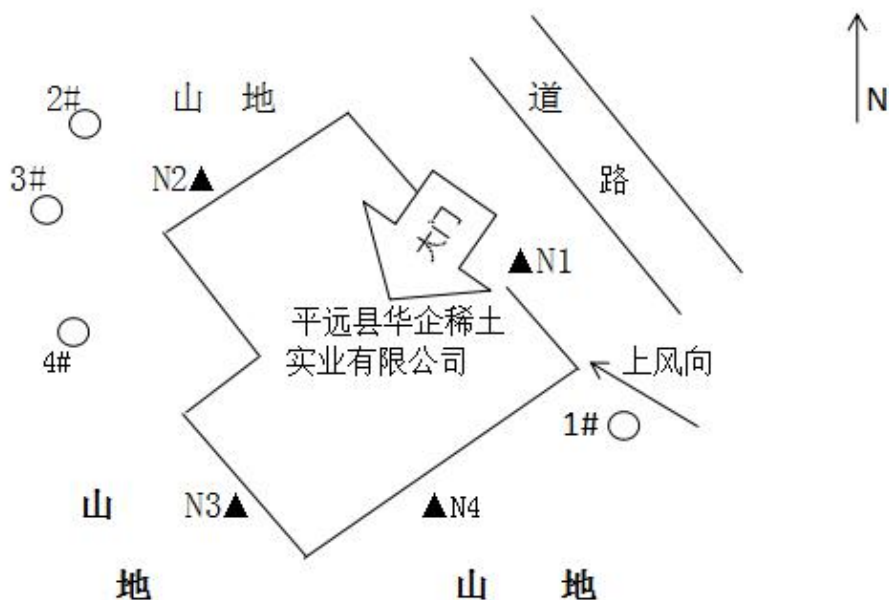 2#
山 地
道
N
3#
N2
路
大门
N1
平远县华企稀土
实业有限公司
4#
上风向
1#
山
N3
N4
地
山 地